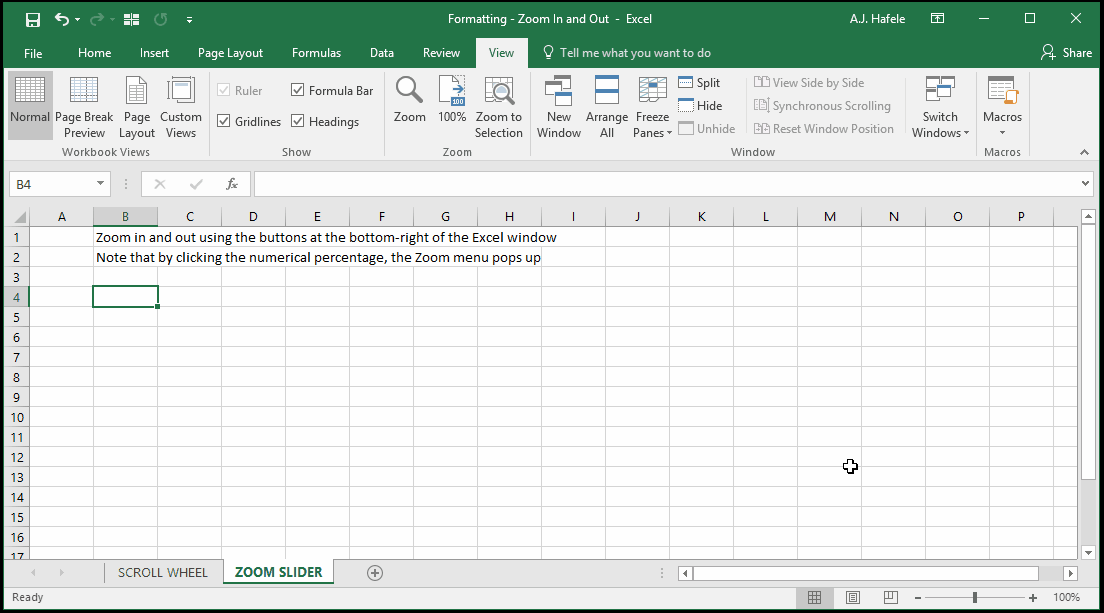 Formatting - Zoom In and Out - Excel
A.J. Hafele
File Home Insert Page Layout Formulas Data Review View Tell me what you want to do Share
Normal
Page Break Preview
Page Layout
Custom Views
Workbook Views
Ruler
Formula Bar
Gridlines
Headings
Show
Zoom
100
100%
Zoom to Selection
Zoom
New Window
Arrange All
Freeze Panes
Split
Hide
Unhide
View Side by Side
Synchronous Scrolling
Reset Window Position
Switch Windows
Window
Macros
Macros
B4
fx
A B C D E F G H I J K L M N O P
1 Zoom in and out using the buttons at the bottom-right of the Excel window
2 Note that by clicking the numerical percentage, the Zoom menu pops up
3
4
5
6
7
8
9
10
11
12
13
14
15
16
17
SCROLL WHEEL ZOOM SLIDER
Ready
100%